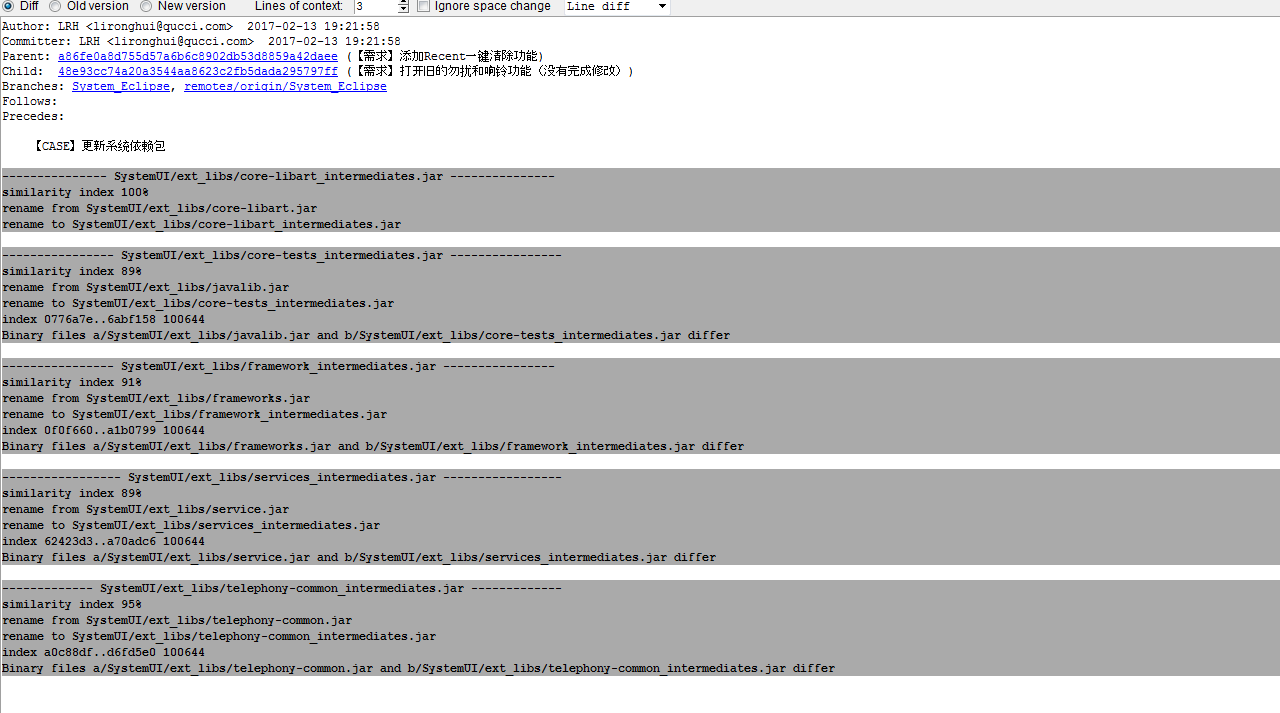 Diff Old version New version Lines of context: 3 Ignore space change Line diff
Author: LRH <lironghui@qucci.com>  2017-02-13 19:21:58
Committer: LRH <lironghui@qucci.com>  2017-02-13 19:21:58
Parent: a86fe0a8d755d57a6b6c8902db53d8859a42daee (【需求】添加Recent一键清除功能)
Child:  48e93cc74a20a3544aa8623c2fb5dada295797ff (【需求】打开旧的勿扰和响铃功能（没有完成修改）)
Branches: System_Eclipse, remotes/origin/System_Eclipse
Follows:
Precedes:
【CASE】更新系统依赖包
--------------- SystemUI/ext_libs/core-libart_intermediates.jar ---------------
similarity index 100%
rename from SystemUI/ext_libs/core-libart.jar
rename to SystemUI/ext_libs/core-libart_intermediates.jar
---------------- SystemUI/ext_libs/core-tests_intermediates.jar ----------------
similarity index 89%
rename from SystemUI/ext_libs/javalib.jar
rename to SystemUI/ext_libs/core-tests_intermediates.jar
index 0776a7e..6abf158 100644
Binary files a/SystemUI/ext_libs/javalib.jar and b/SystemUI/ext_libs/core-tests_intermediates.jar differ
---------------- SystemUI/ext_libs/framework_intermediates.jar ----------------
similarity index 91%
rename from SystemUI/ext_libs/frameworks.jar
rename to SystemUI/ext_libs/framework_intermediates.jar
index 0f0f660..a1b0799 100644
Binary files a/SystemUI/ext_libs/frameworks.jar and b/SystemUI/ext_libs/framework_intermediates.jar differ
----------------- SystemUI/ext_libs/services_intermediates.jar -----------------
similarity index 89%
rename from SystemUI/ext_libs/service.jar
rename to SystemUI/ext_libs/services_intermediates.jar
index 62423d3..a70adc6 100644
Binary files a/SystemUI/ext_libs/service.jar and b/SystemUI/ext_libs/services_intermediates.jar differ
------------- SystemUI/ext_libs/telephony-common_intermediates.jar -------------
similarity index 95%
rename from SystemUI/ext_libs/telephony-common.jar
rename to SystemUI/ext_libs/telephony-common_intermediates.jar
index a0c88df..d6fd5e0 100644
Binary files a/SystemUI/ext_libs/telephony-common.jar and b/SystemUI/ext_libs/telephony-common_intermediates.jar differ